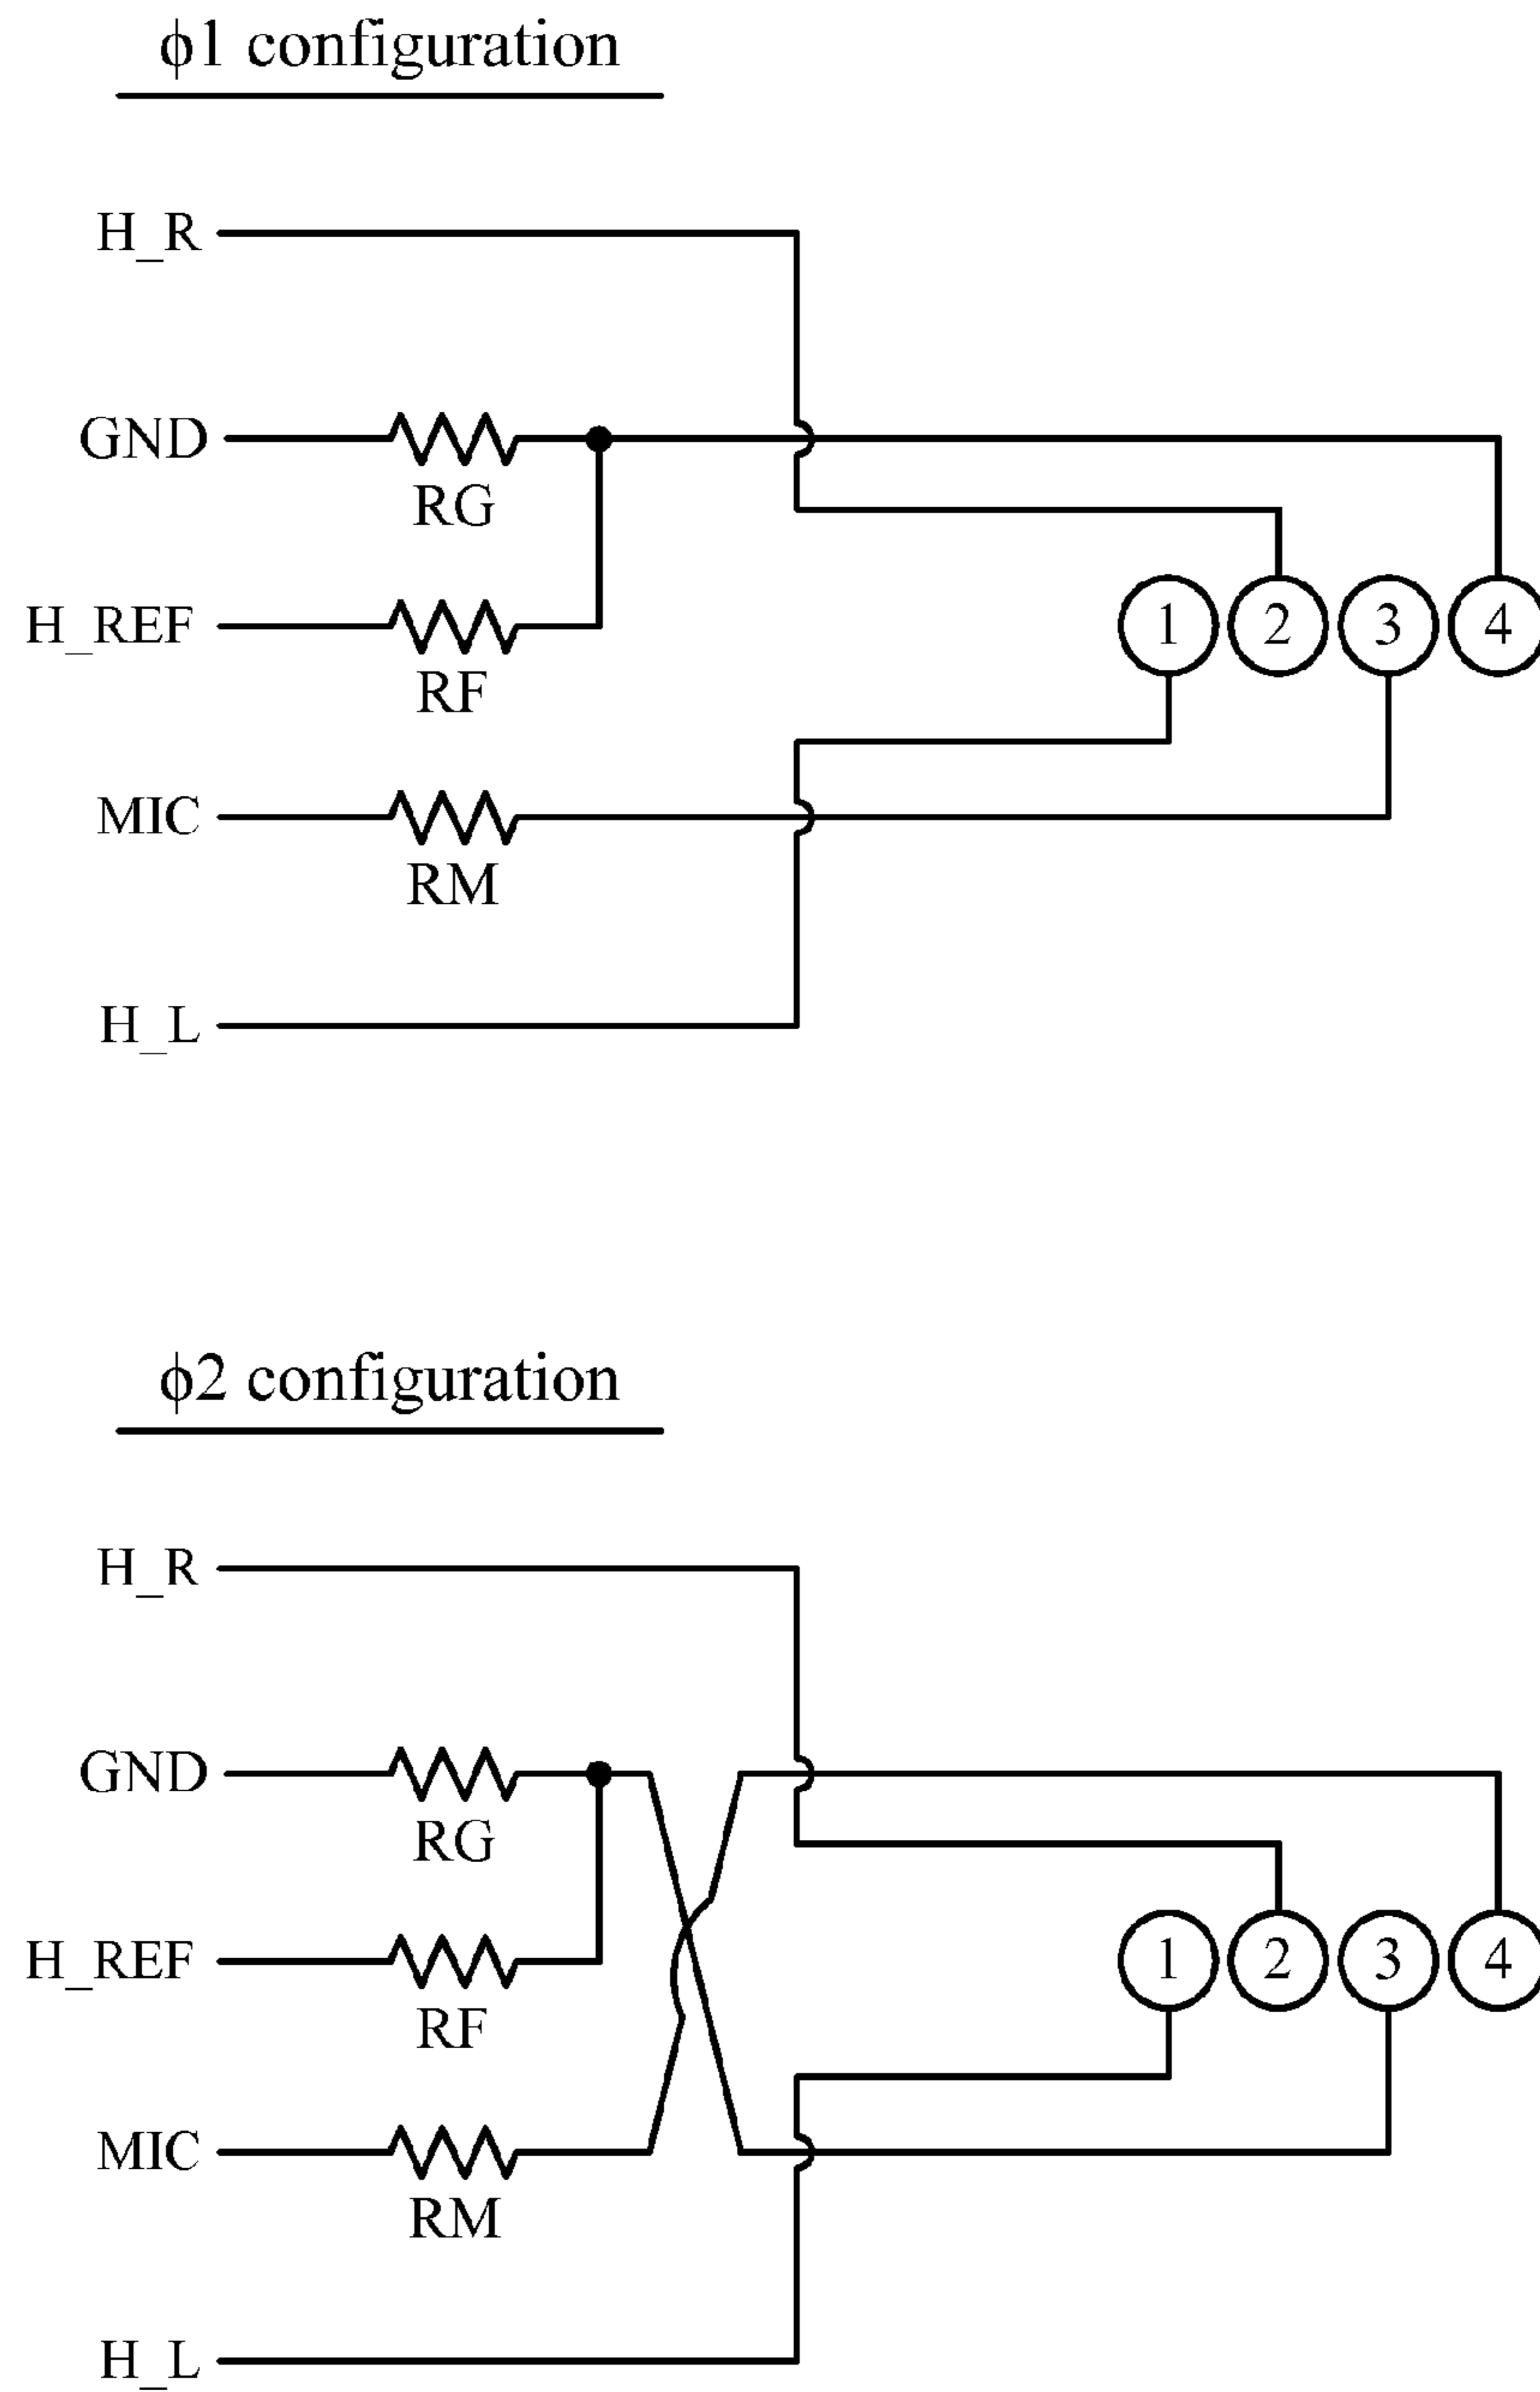 ϕ1 configuration
H_R
GND
RG
H_REF
1 2 3 4
RF
MIC
RM
H_L
ϕ2 configuration
H_R
GND
RG
H_REF
1 2 3 4
RF
MIC
RM
H_L